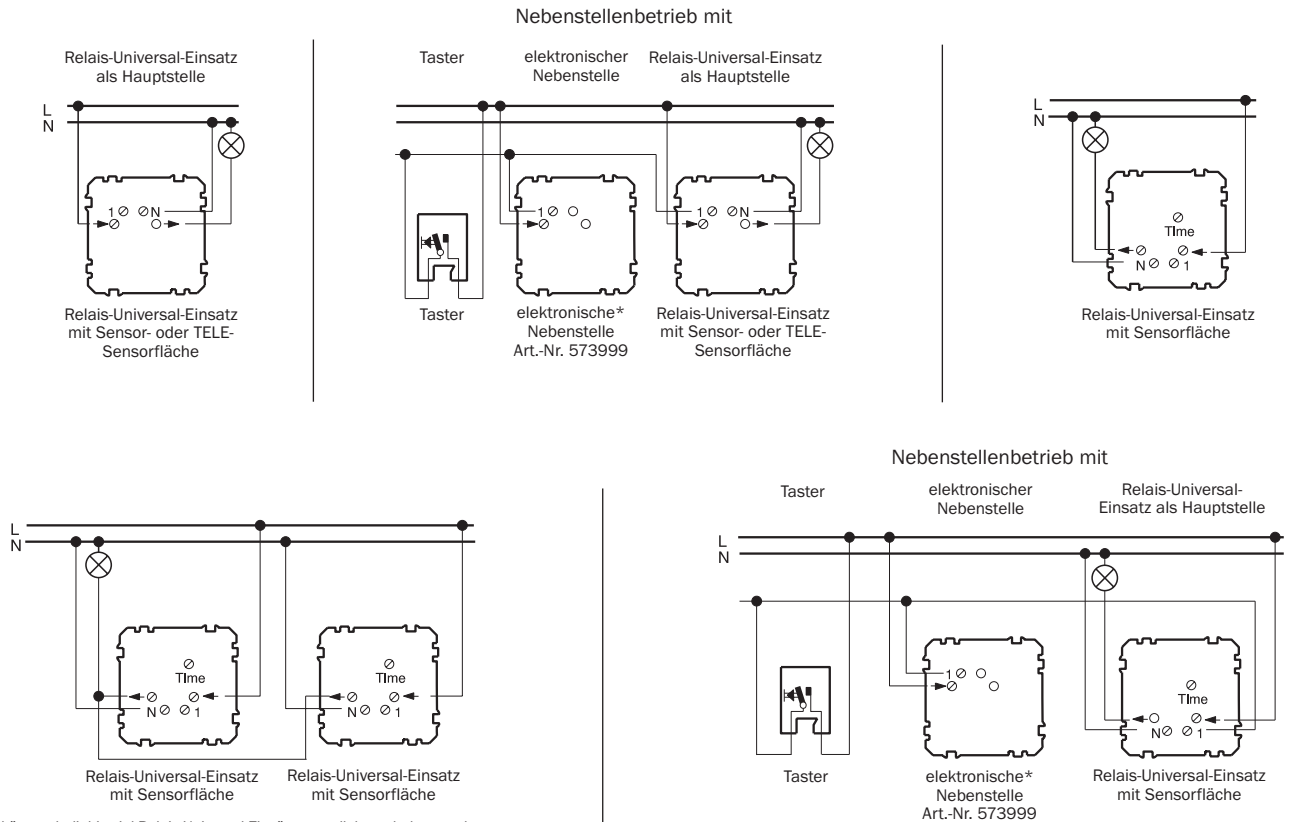 Nebenstellenbetrieb mit
Relais-Universal-Einsatz
als Hauptstelle
Taster
elektronischer
Nebenstelle
Relais-Universal-Einsatz
als Hauptstelle
L
N
1 N
1
1 N
TIme
N 1
Relais-Universal-Einsatz
mit Sensor- oder TELE-
Sensorfläche
Taster
elektronische*
Nebenstelle
Art.-Nr. 573999
Relais-Universal-Einsatz
mit Sensor- oder TELE-
Sensorfläche
L
N
Relais-Universal-Einsatz
mit Sensorfläche
Nebenstellenbetrieb mit
Taster
elektronischer
Nebenstelle
Relais-Universal-
Einsatz als Hauptstelle
L
N
TIme
N 1
TIme
N 1
Relais-Universal-Einsatz
mit Sensorfläche
Relais-Universal-Einsatz
mit Sensorfläche
L
N
1
TIme
N 1
Taster
elektronische*
Nebenstelle
Art.-Nr. 573999
Relais-Universal-Einsatz
mit Sensorfläche